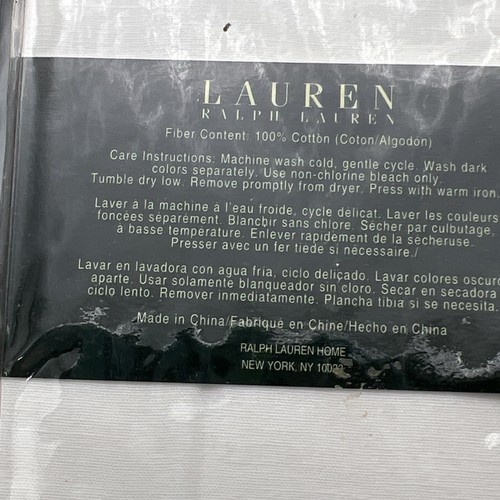 LAUREN
RALPH LAUREN
Fiber Content: 100% Cotton (Coton/Algodón)
Care Instructions: Machine wash cold, gentle cycle. Wash dark
colors separately. Use non-chlorine bleach only.
Tumble dry low. Remove promptly from dryer. Press with warm iron.
Laver à la machine à l'eau froide, cycle délicat. Laver les couleurs
foncées séparément. Blanchir sans chlore. Sécher par culbutage,
à basse température. Enlever rapidement de la sécheruse.
Presser avec un fer tiède si nécessaire./
Lavar en lavadora con agua fria, ciclo delicado. Lavar colores oscuro
aparte. Usar solamente blanqueador sin cloro. Secar en secadora a
ciclo lento. Remover inmediatamente. Plancha tibia si se necesita.
Made in China/Fabriqué en Chine/Hecho en China
RALPH LAUREN HOME
NEW YORK, NY